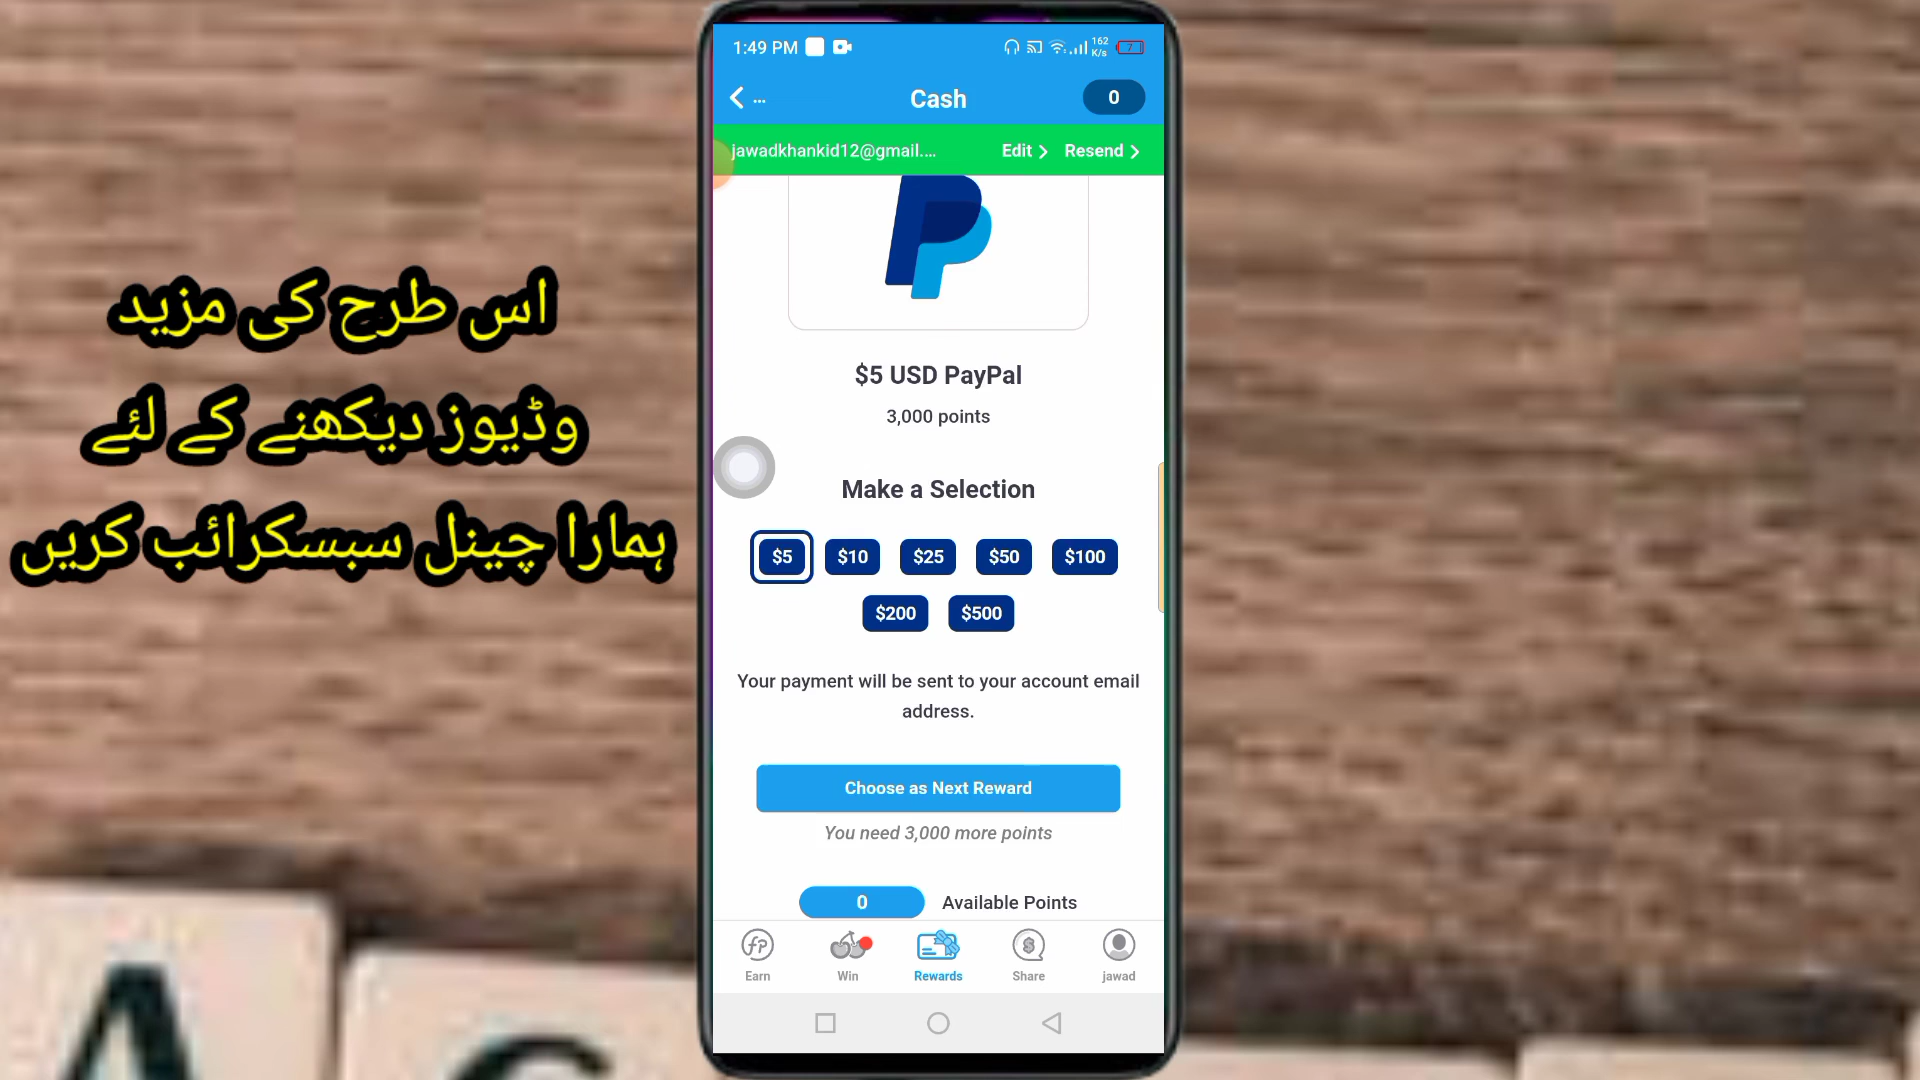 اس طرح کی مزید
وڈیوز دیکھنے کے لئے
ہمارا چینل سبسکرائب کریں
1:49 PM
162 K/s
7
...
Cash
0
jawadkhankid12@gmail....
Edit
Resend
$5 USD PayPal
3,000 points
Make a Selection
$5 $10 $25 $50 $100
$200 $500
Your payment will be sent to your account email
address.
Choose as Next Reward
You need 3,000 more points
0 Available Points
fp
$
Earn Win Rewards Share jawad
A